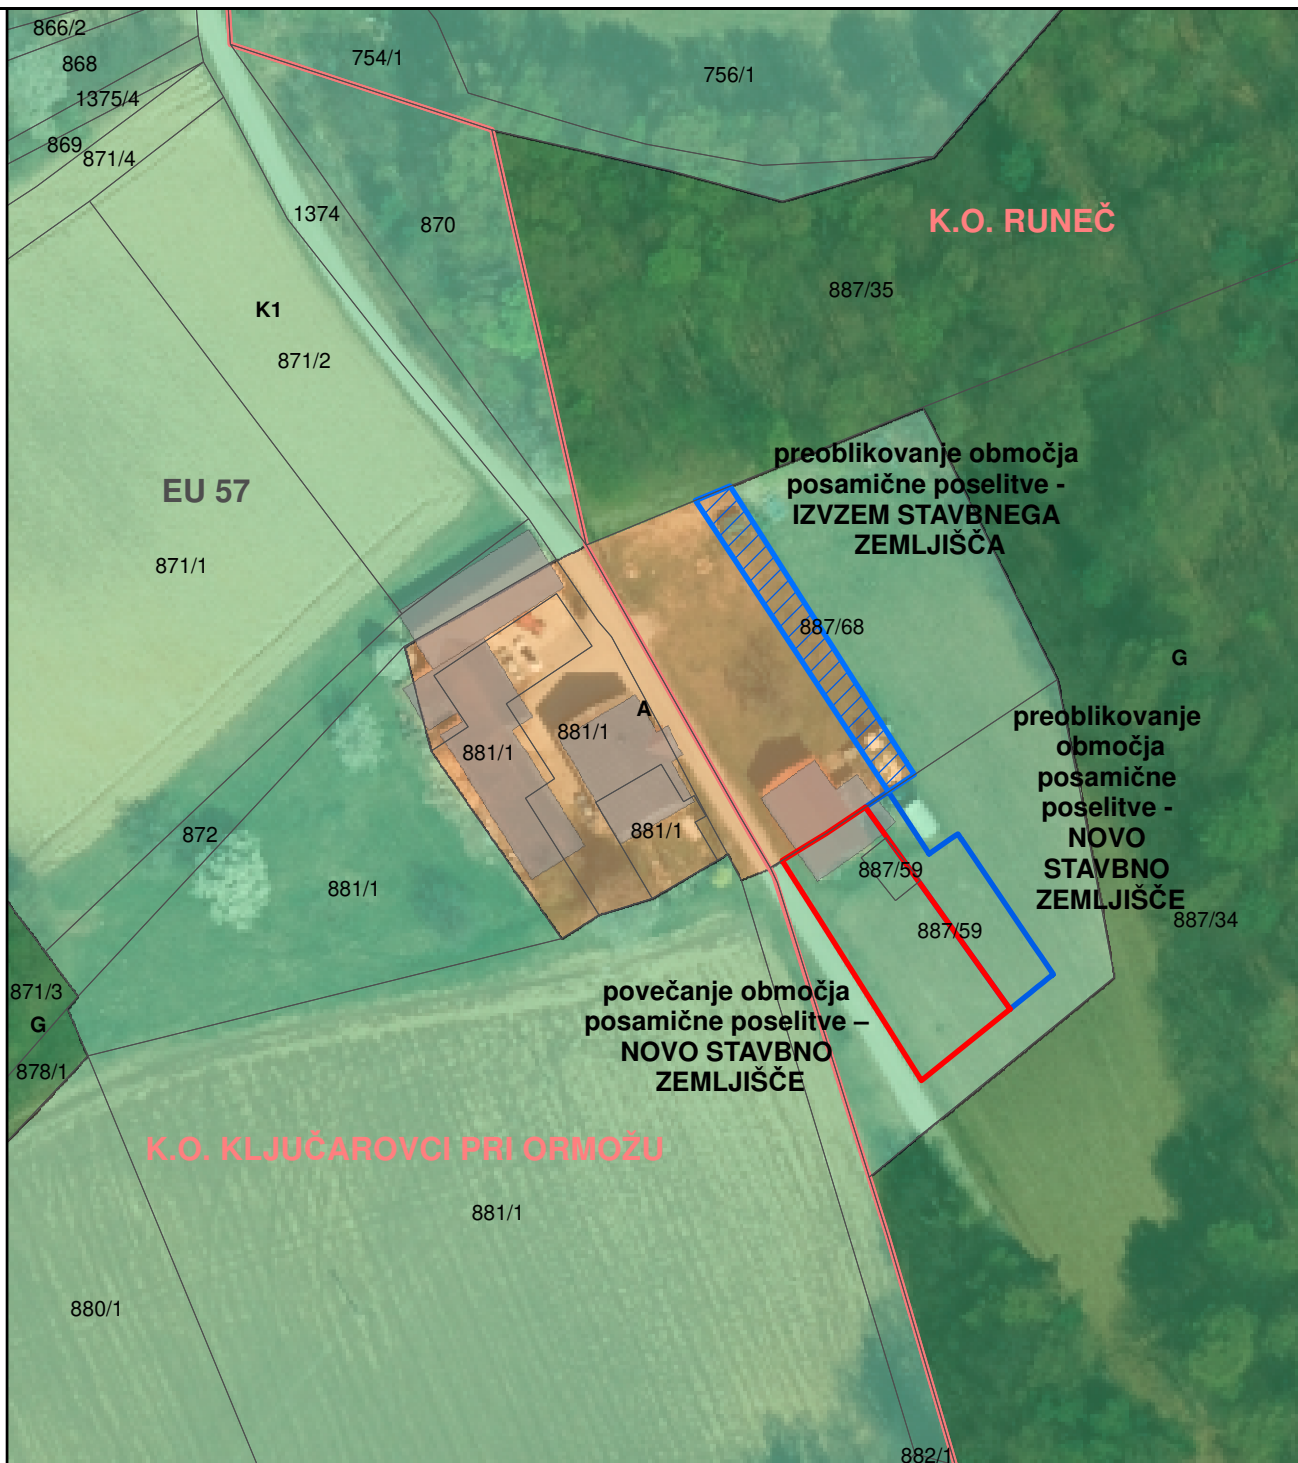 866/2
868
1375/4
869
871/4
754/1
756/1
1374
870
K.O. RUNEČ
887/35
K1
871/2
EU 57
871/1
preoblikovanje območja
posamične poselitve -
IZVZEM STAVBNEGA
ZEMLJIŠČA
887/68
G
preoblikovanje
območja
posamične
poselitve -
NOVO
STAVBNO
ZEMLJIŠČE
A
881/1
881/1
881/1
872
881/1
887/59
887/59
887/34
871/3
G
878/1
povečanje območja
posamične poselitve –
NOVO STAVBNO
ZEMLJIŠČE
K.O. KLJUČAROVCI PRI ORMOŽU
881/1
880/1
882/1